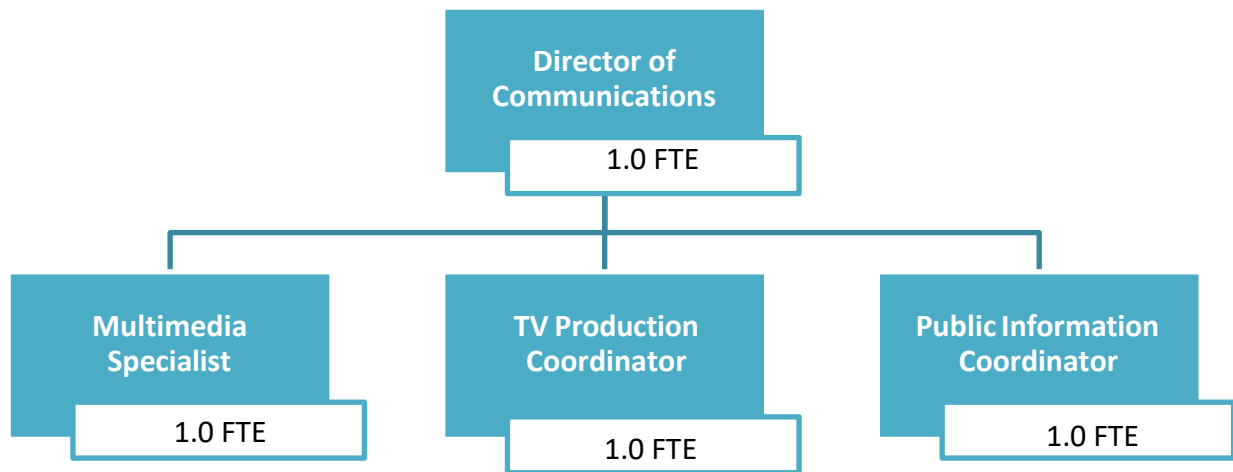 Director of
Communications
1.0 FTE
Multimedia
Specialist
1.0 FTE
TV Production
Coordinator
1.0 FTE
Public Information
Coordinator
1.0 FTE